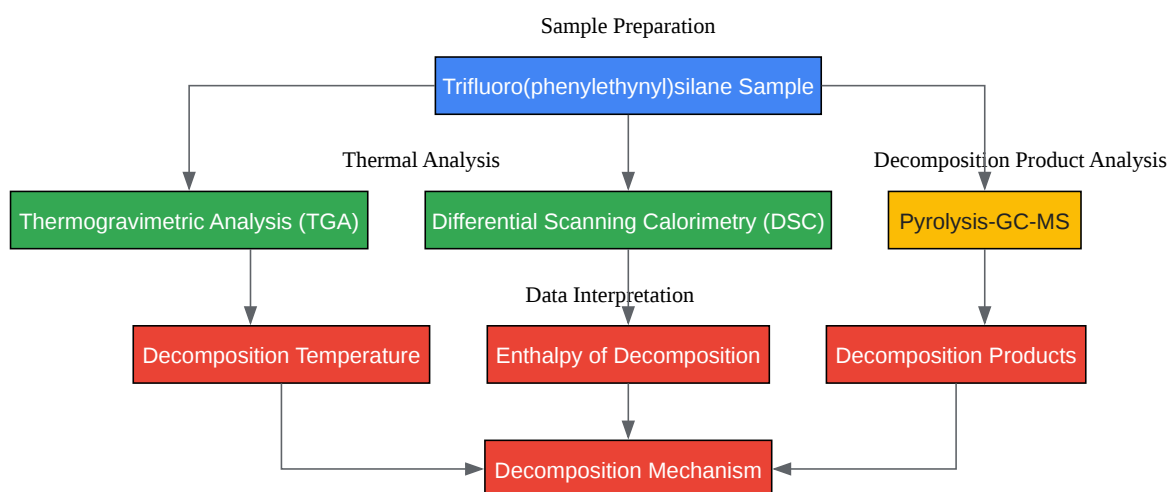 Sample Preparation
Trifluoro(phenylethynyl)silane Sample
Thermal Analysis
Decomposition Product Analysis
Thermogravimetric Analysis (TGA)
Differential Scanning Calorimetry (DSC)
Pyrolysis-GC-MS
Data Interpretation
Decomposition Temperature
Enthalpy of Decomposition
Decomposition Products
Decomposition Mechanism